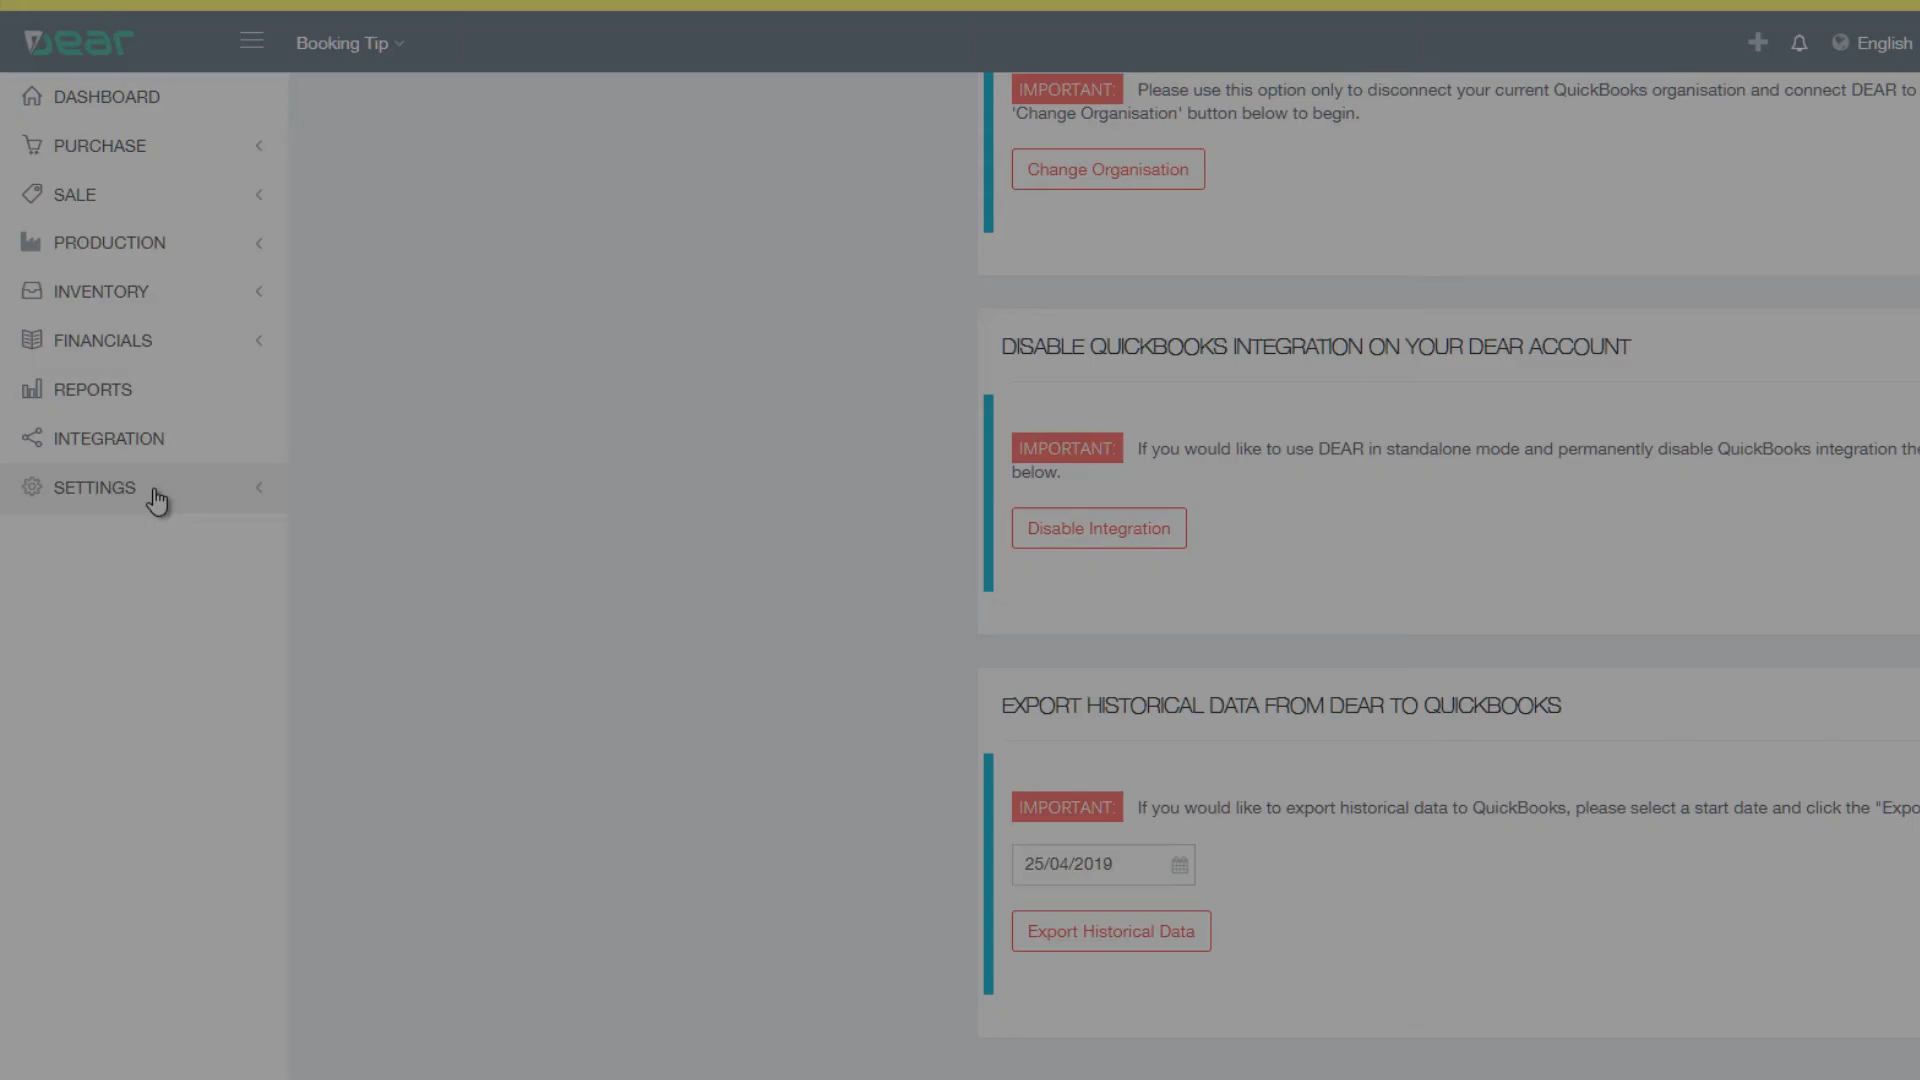 Dear
Booking Tip
English
DASHBOARD
PURCHASE
SALE
PRODUCTION
INVENTORY
FINANCIALS
REPORTS
INTEGRATION
SETTINGS
IMPORTANT: Please use this option only to disconnect your current QuickBooks organisation and connect DEAR to
'Change Organisation' button below to begin.
Change Organisation
DISABLE QUICKBOOKS INTEGRATION ON YOUR DEAR ACCOUNT
IMPORTANT: If you would like to use DEAR in standalone mode and permanently disable QuickBooks integration the
below.
Disable Integration
EXPORT HISTORICAL DATA FROM DEAR TO QUICKBOOKS
IMPORTANT: If you would like to export historical data to QuickBooks, please select a start date and click the "Expo
25/04/2019
Export Historical Data